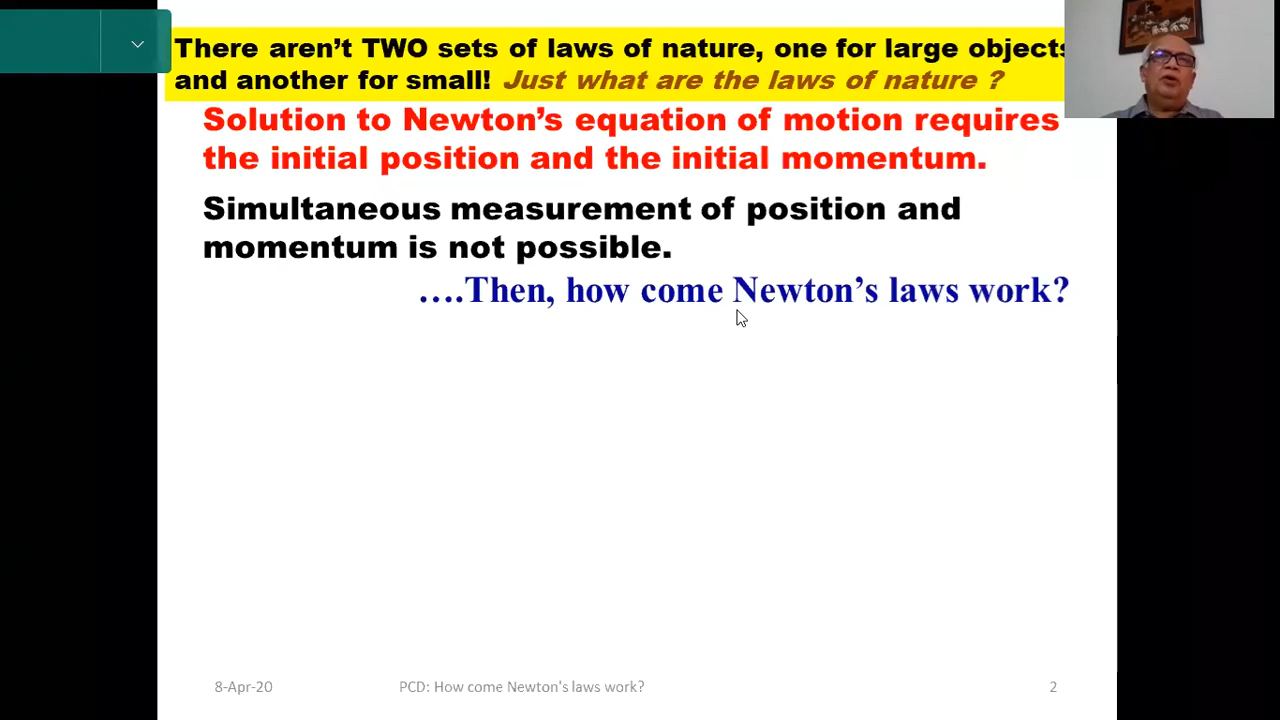 There aren’t TWO sets of laws of nature, one for large objects
and another for small! Just what are the laws of nature ?
Solution to Newton’s equation of motion requires
the initial position and the initial momentum.
Simultaneous measurement of position and
momentum is not possible.
….Then, how come Newton’s laws work?
8-Apr-20
PCD: How come Newton's laws work?
2